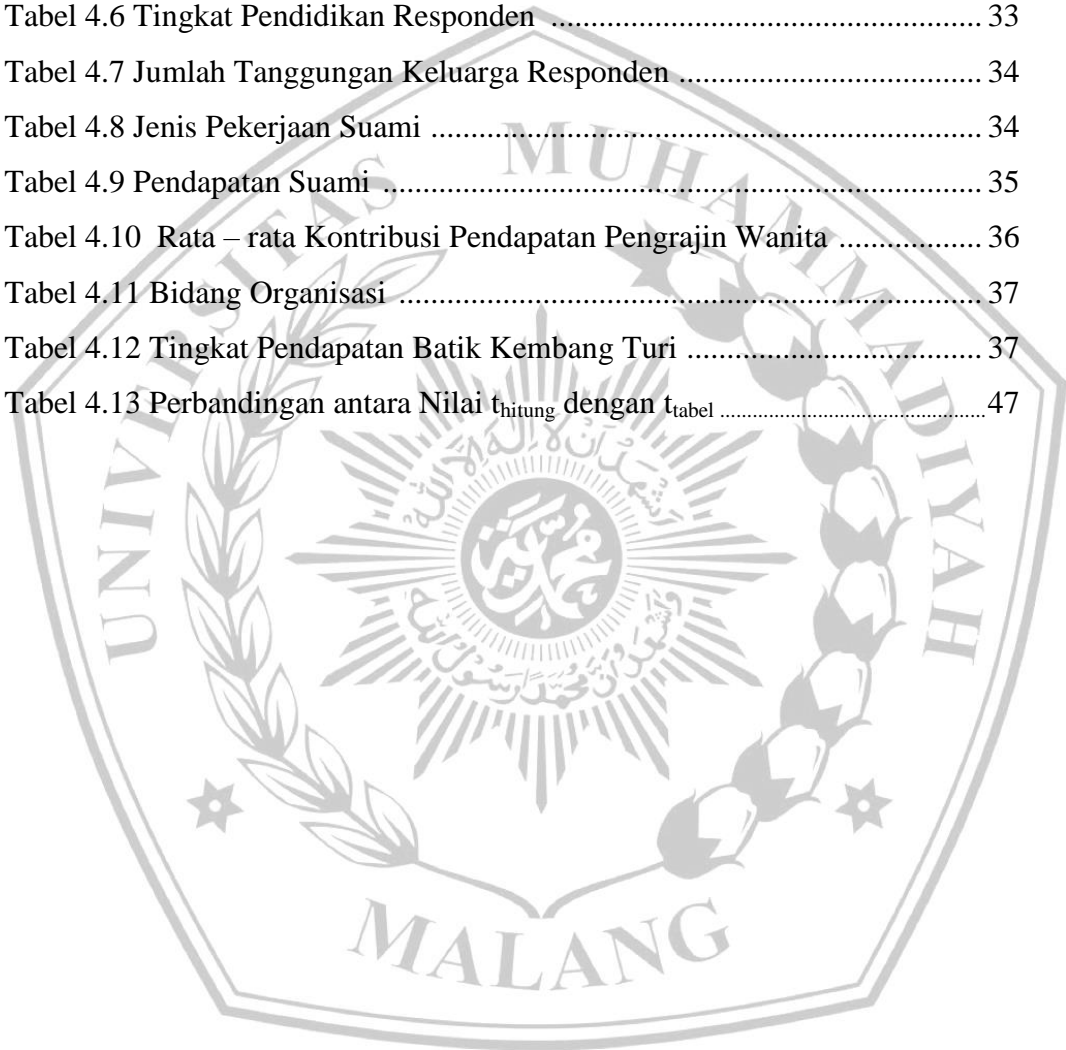 Tabel 4.6 Tingkat Pendidikan Responden ................................................ 33
Tabel 4.7 Jumlah Tanggungan Keluarga Responden .................................. 34
Tabel 4.8 Jenis Pekerjaan Suami .............................................................. 34
Tabel 4.9 Pendapatan Suami ................................................................... 35
Tabel 4.10 Rata – rata Kontribusi Pendapatan Pengrajin Wanita ................ 36
Tabel 4.11 Bidang Organisasi .................................................................. 37
Tabel 4.12 Tingkat Pendapatan Batik Kembang Turi ................................. 37
Tabel 4.13 Perbandingan antara Nilai thitung dengan ttabel ................................................47
UNIVERSITAS MUHAMMADIYAH
MALANG